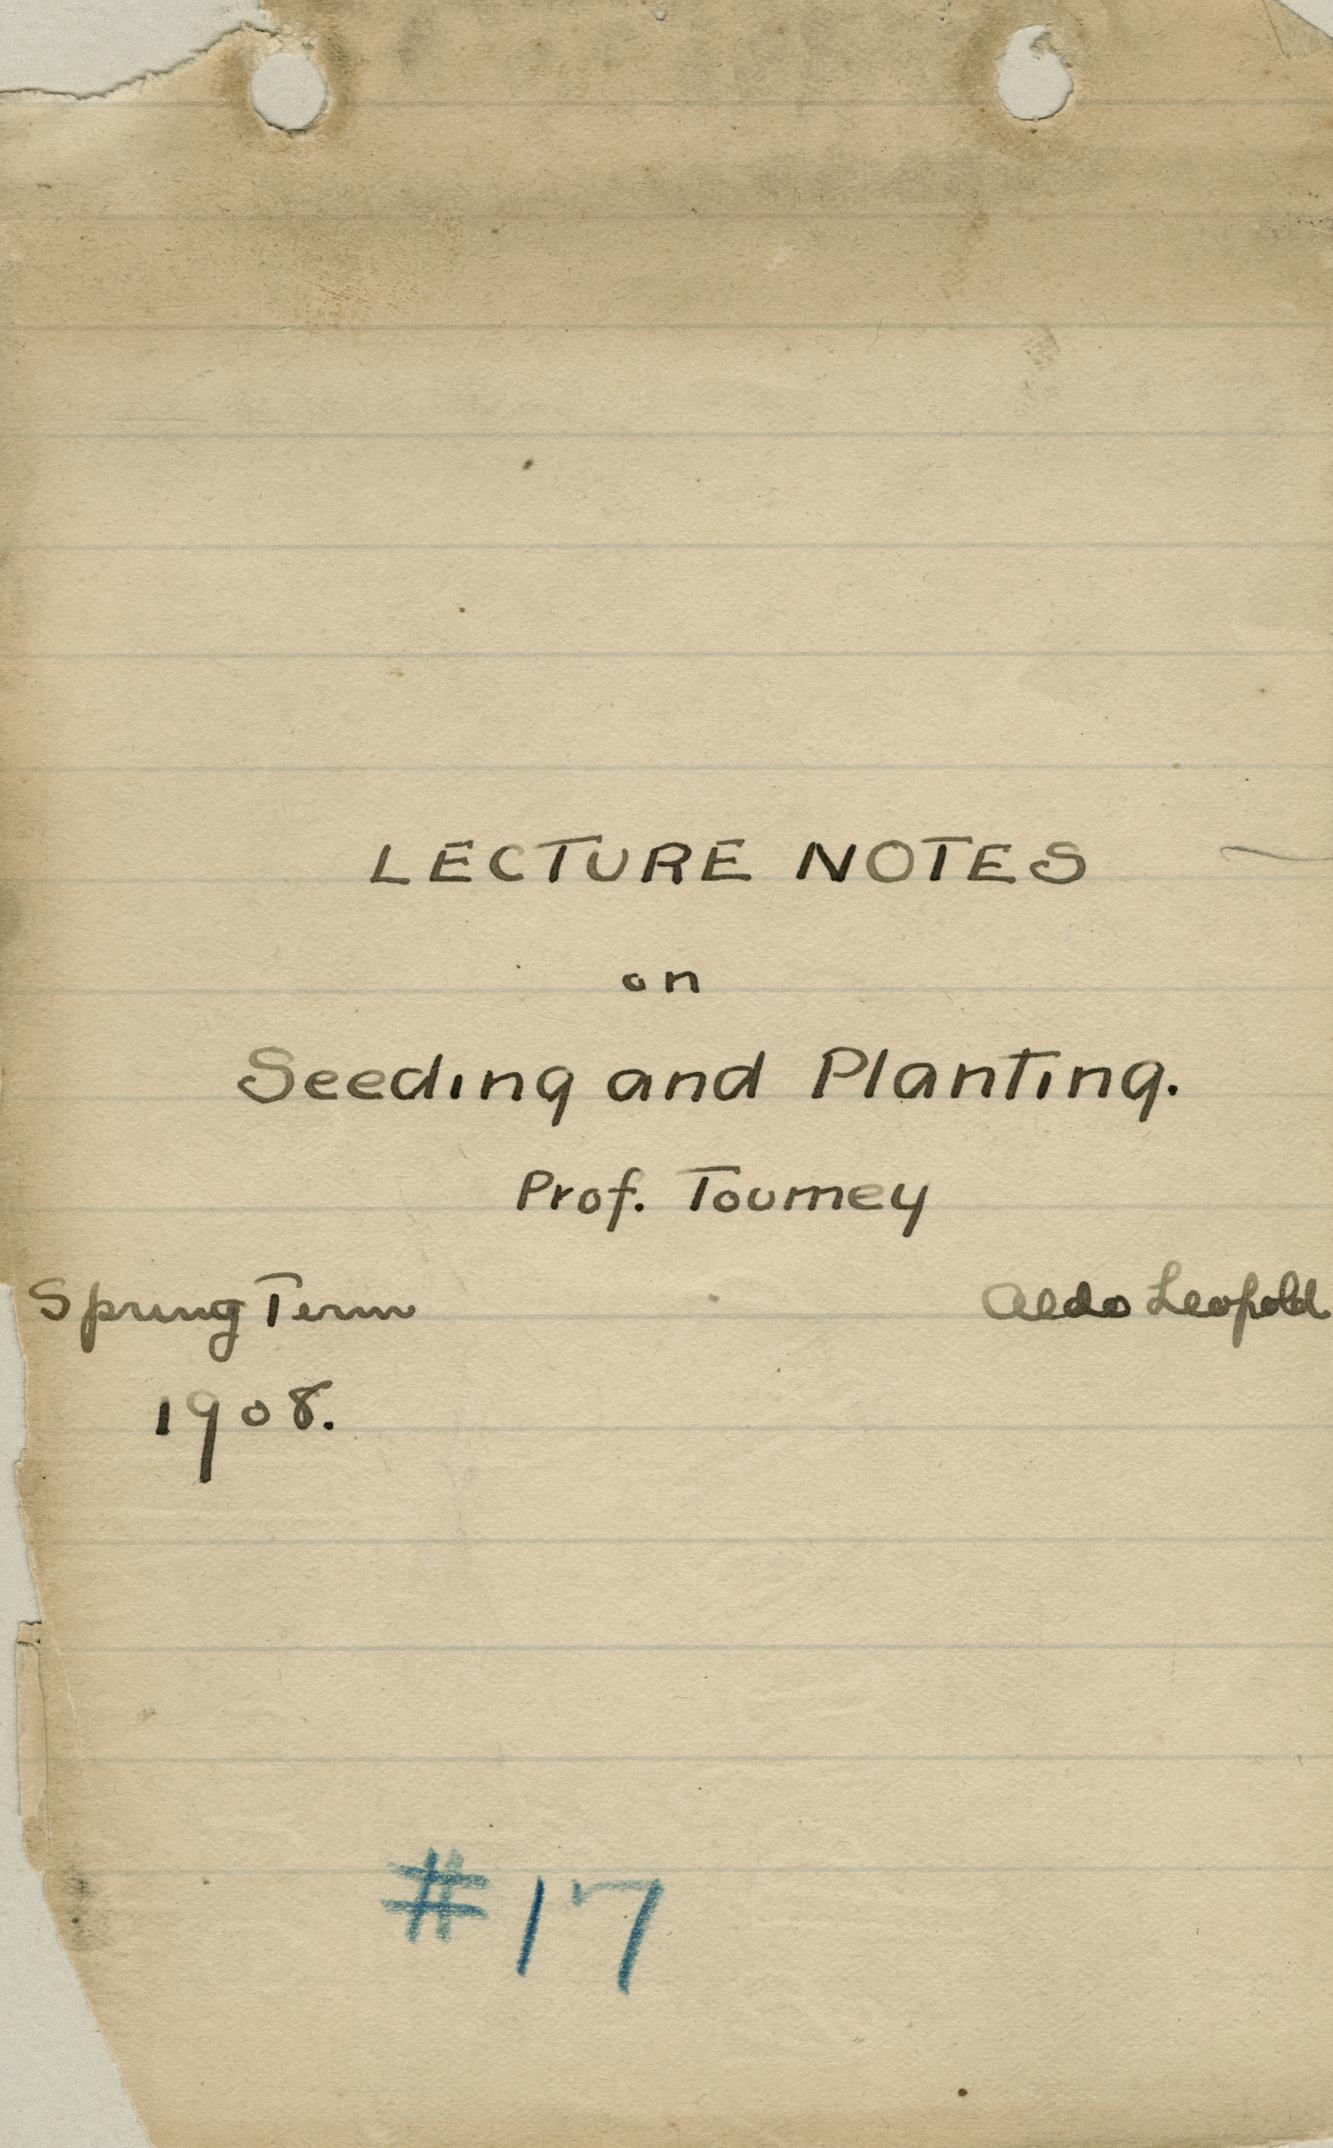 LECTURE NOTES
on
Seeding and Planting.
Prof. Toumey
Spring Term
Aldo Leopold
1908.
#17